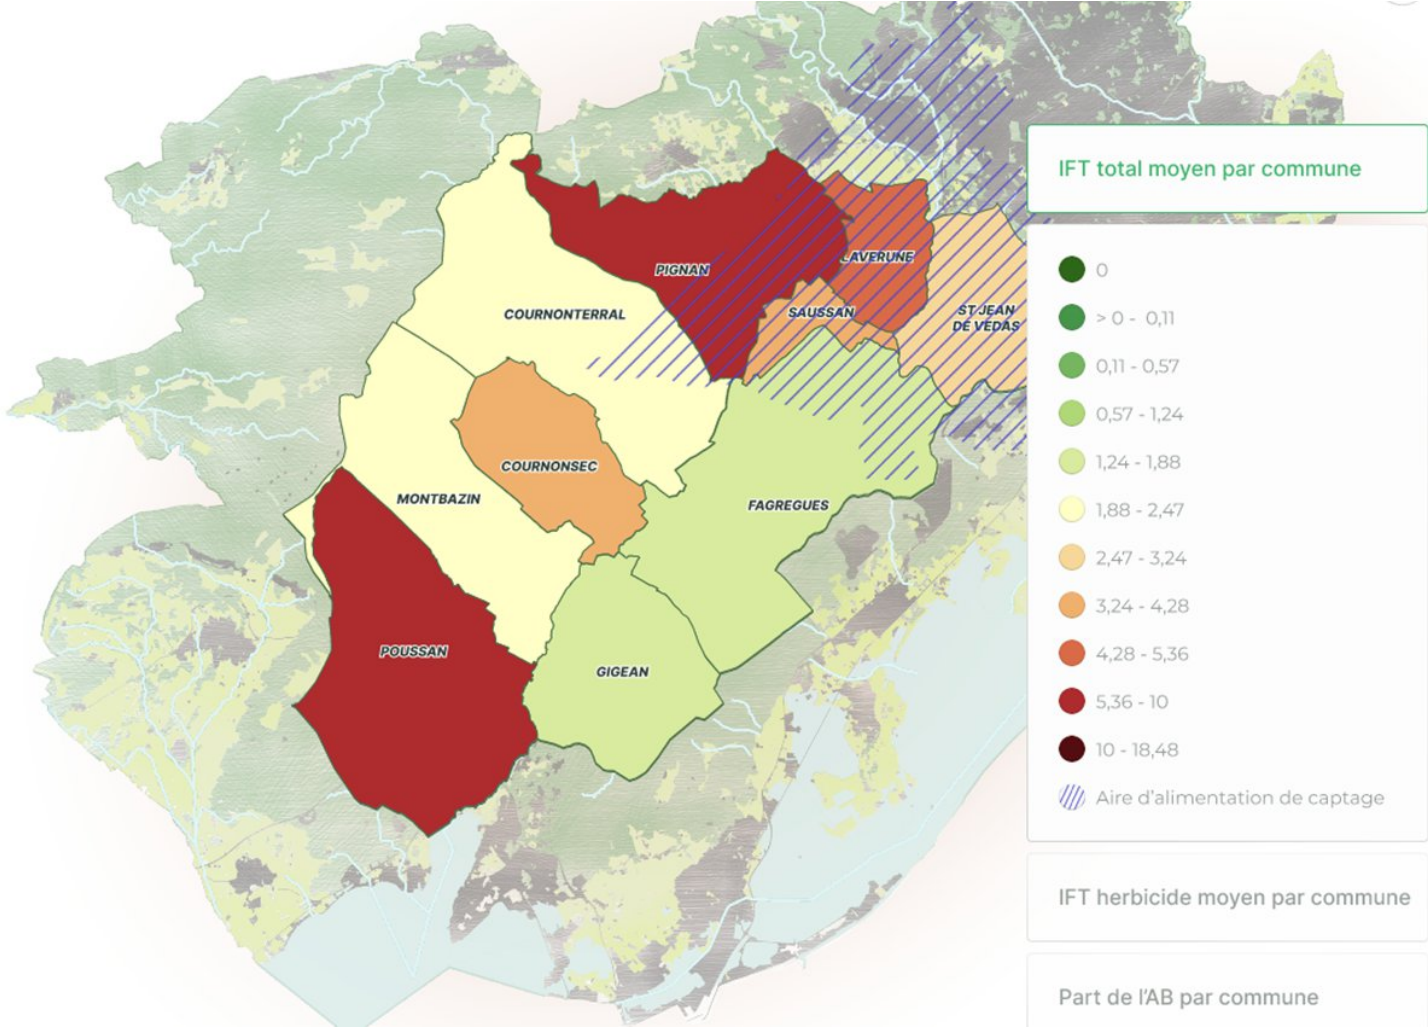 IFT total moyen par commune
0
> 0 - 0,11
0,11 - 0,57
0,57 - 1,24
1,24 - 1,88
1,88 - 2,47
2,47 - 3,24
3,24 - 4,28
4,28 - 5,36
5,36 - 10
10 - 18,48
Aire d'alimentation de captage
IFT herbicide moyen par commune
Part de l'AB par commune
PIGNAN
LAVERUNE
COURNONTERRAL
SAUSSAN
ST JEAN
DE VEDAS
COURNONSEC
MONTBAZIN
FAGREGUES
POUSSAN
GIGEAN